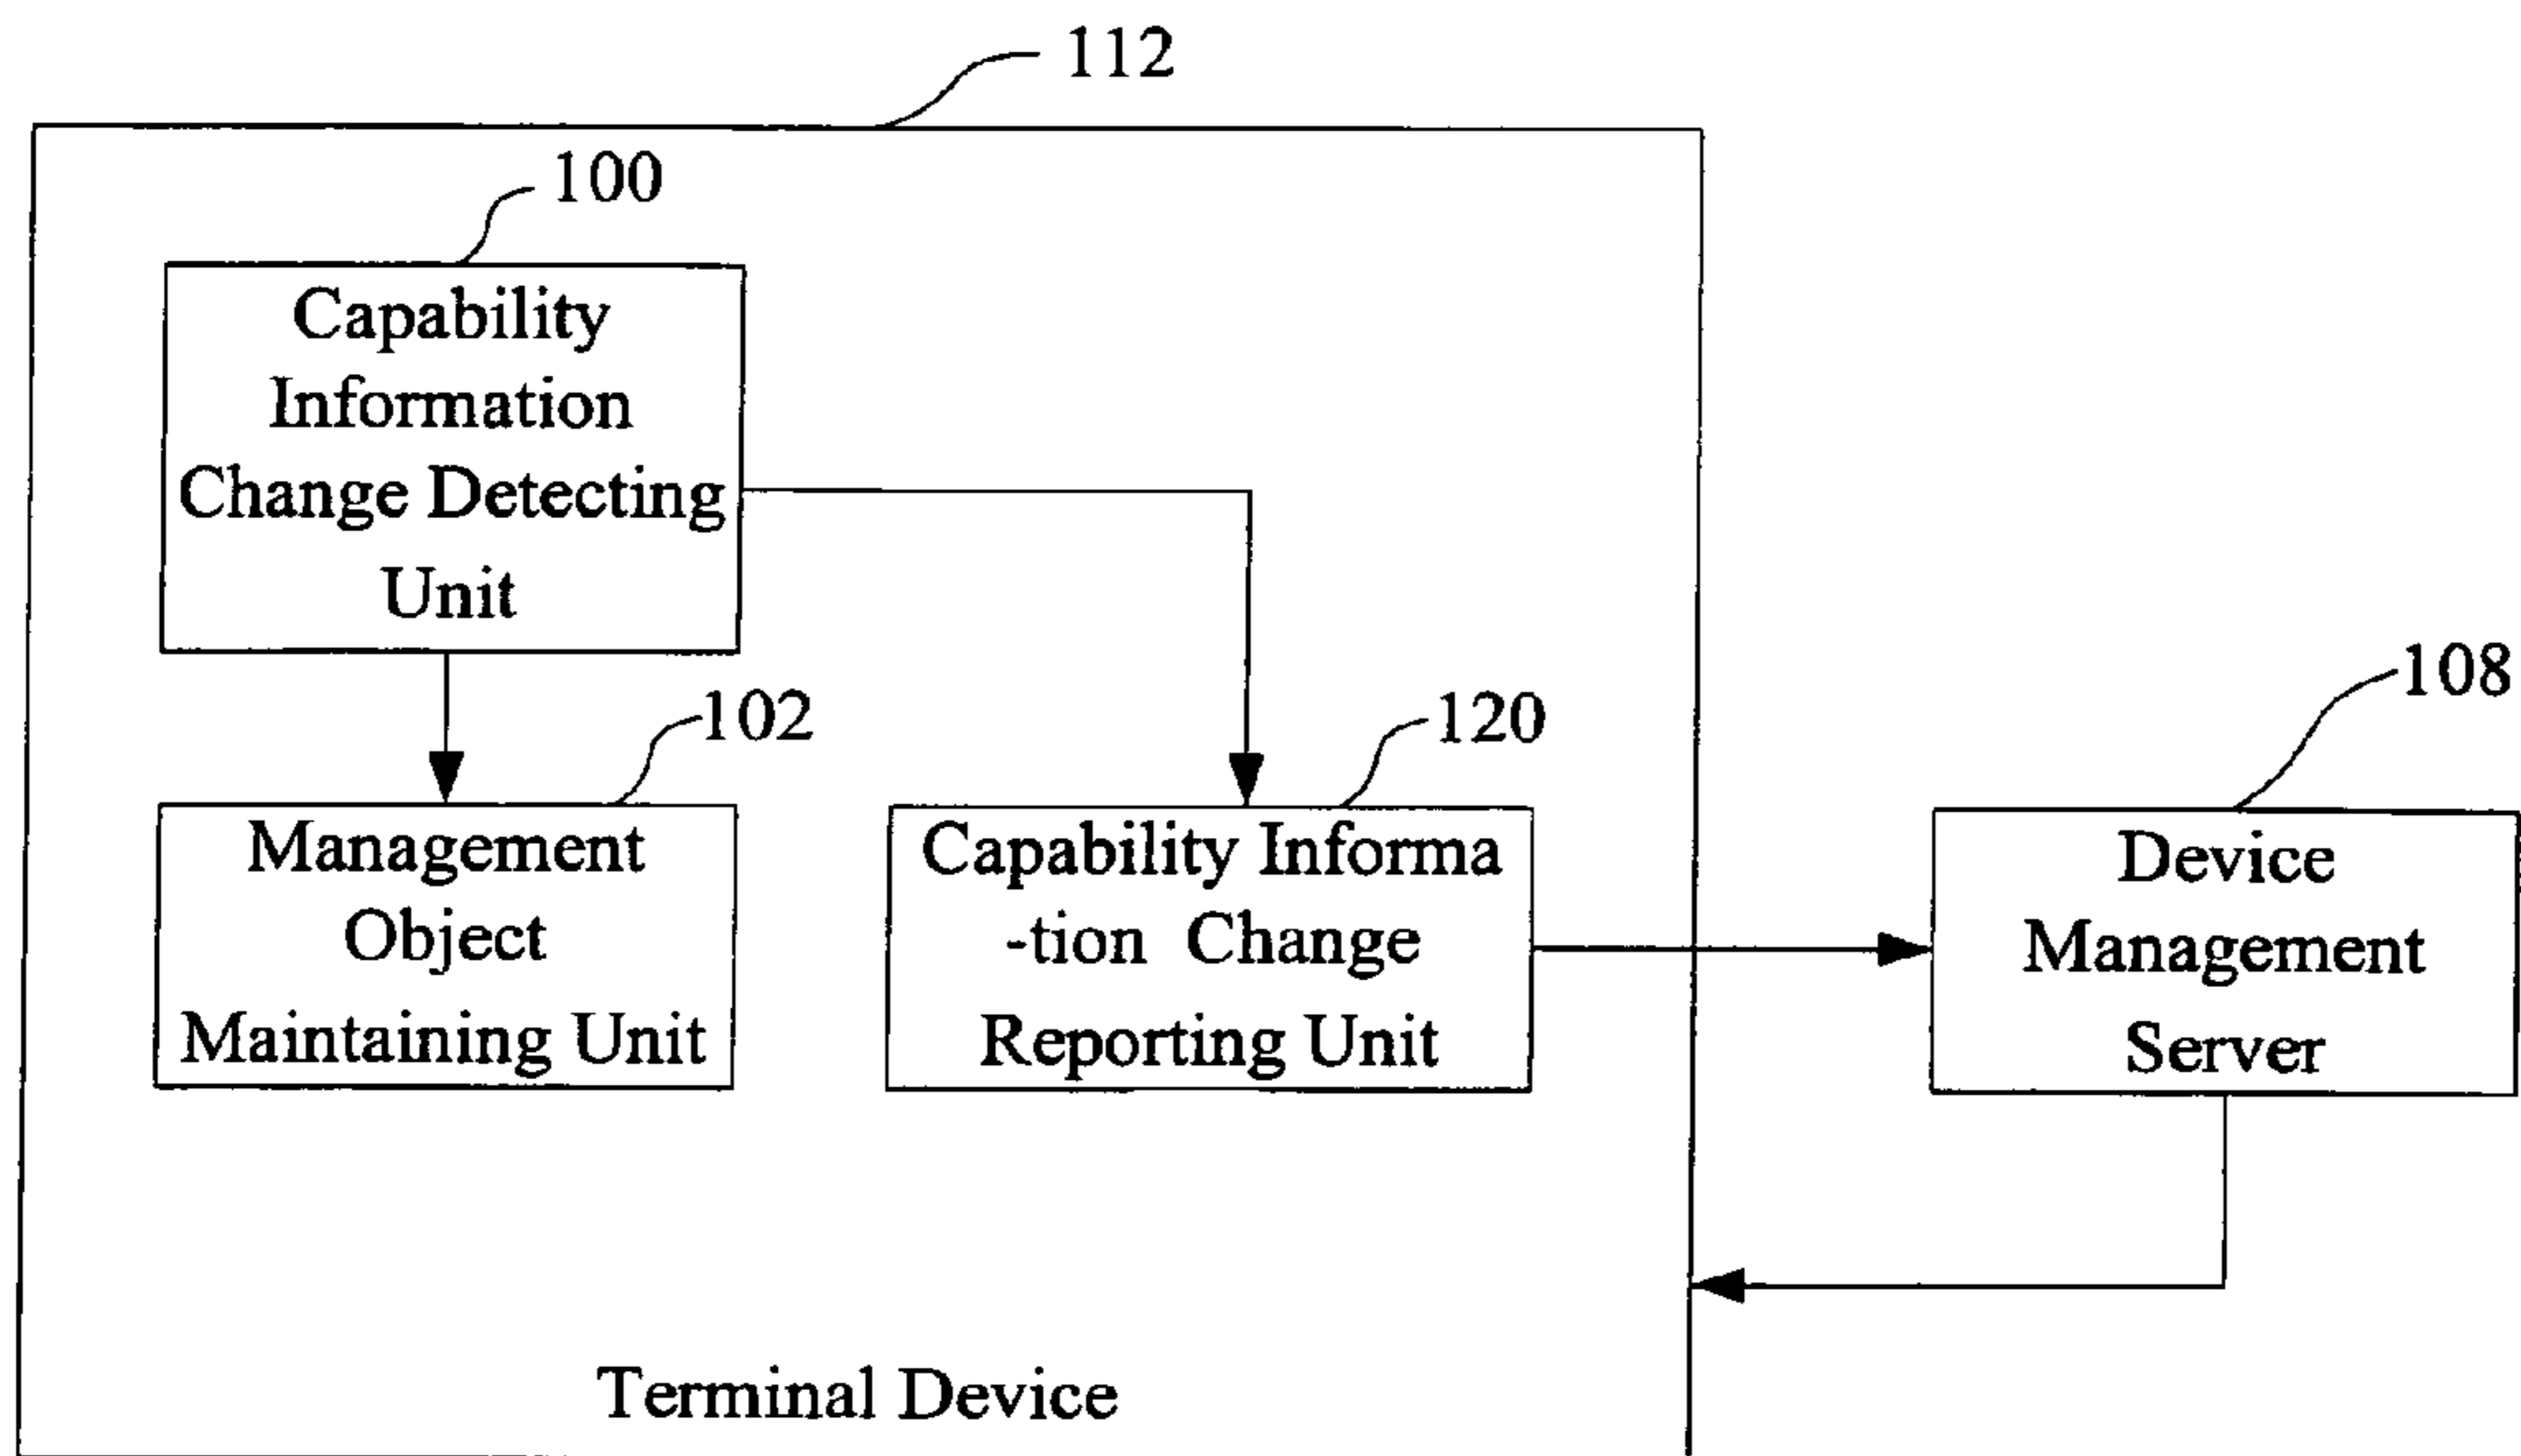 112
100
Capability
Information
Change Detecting
Unit
102
Management
Object
Maintaining Unit
120
Capability Informa
-tion Change
Reporting Unit
108
Device
Management
Server
Terminal Device